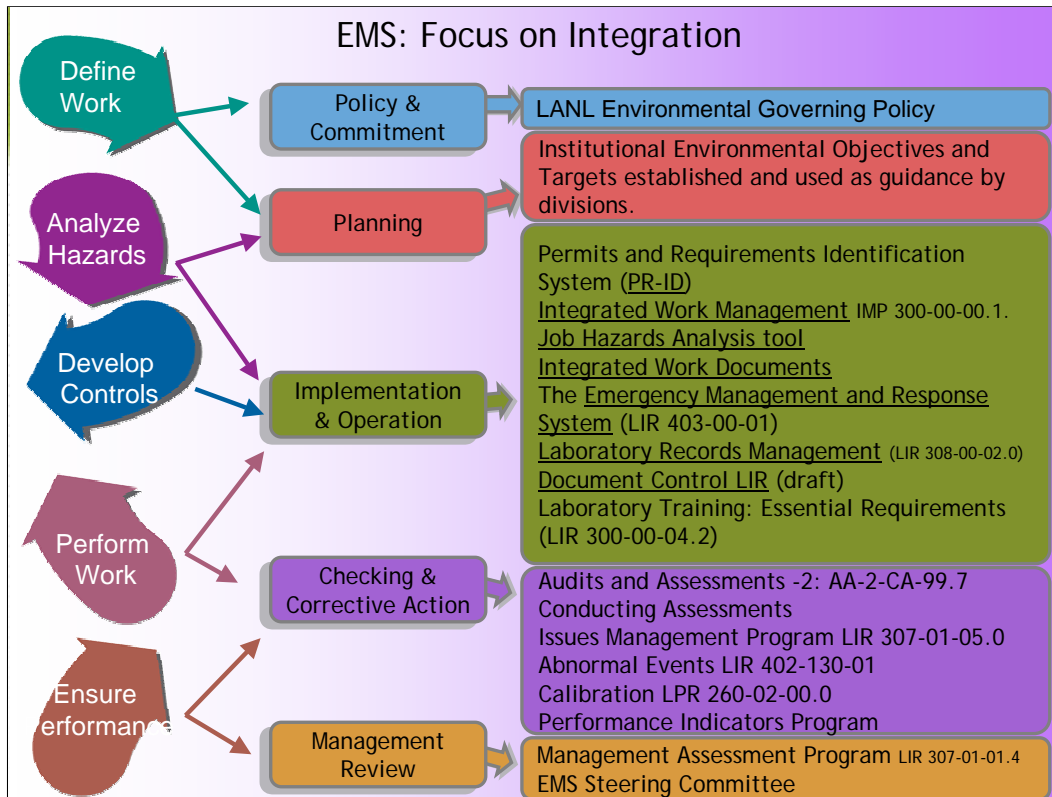 EMS: Focus on Integration
Define
Work
Analyze
Hazards
Develop
Controls
Perform
Work
Ensure
Performance
Policy &
Commitment
Planning
Implementation
& Operation
Checking &
Corrective Action
Management
Review
LANL Environmental Governing Policy
Institutional Environmental Objectives and
Targets established and used as guidance by
divisions.
Permits and Requirements Identification
System (PR-ID)
Integrated Work Management IMP 300-00-00.1.
Job Hazards Analysis tool
Integrated Work Documents
The Emergency Management and Response
System (LIR 403-00-01)
Laboratory Records Management (LIR 308-00-02.0)
Document Control LIR (draft)
Laboratory Training: Essential Requirements
(LIR 300-00-04.2)
Audits and Assessments -2: AA-2-CA-99.7
Conducting Assessments
Issues Management Program LIR 307-01-05.0
Abnormal Events LIR 402-130-01
Calibration LPR 260-02-00.0
Performance Indicators Program
Management Assessment Program LIR 307-01-01.4
EMS Steering Committee